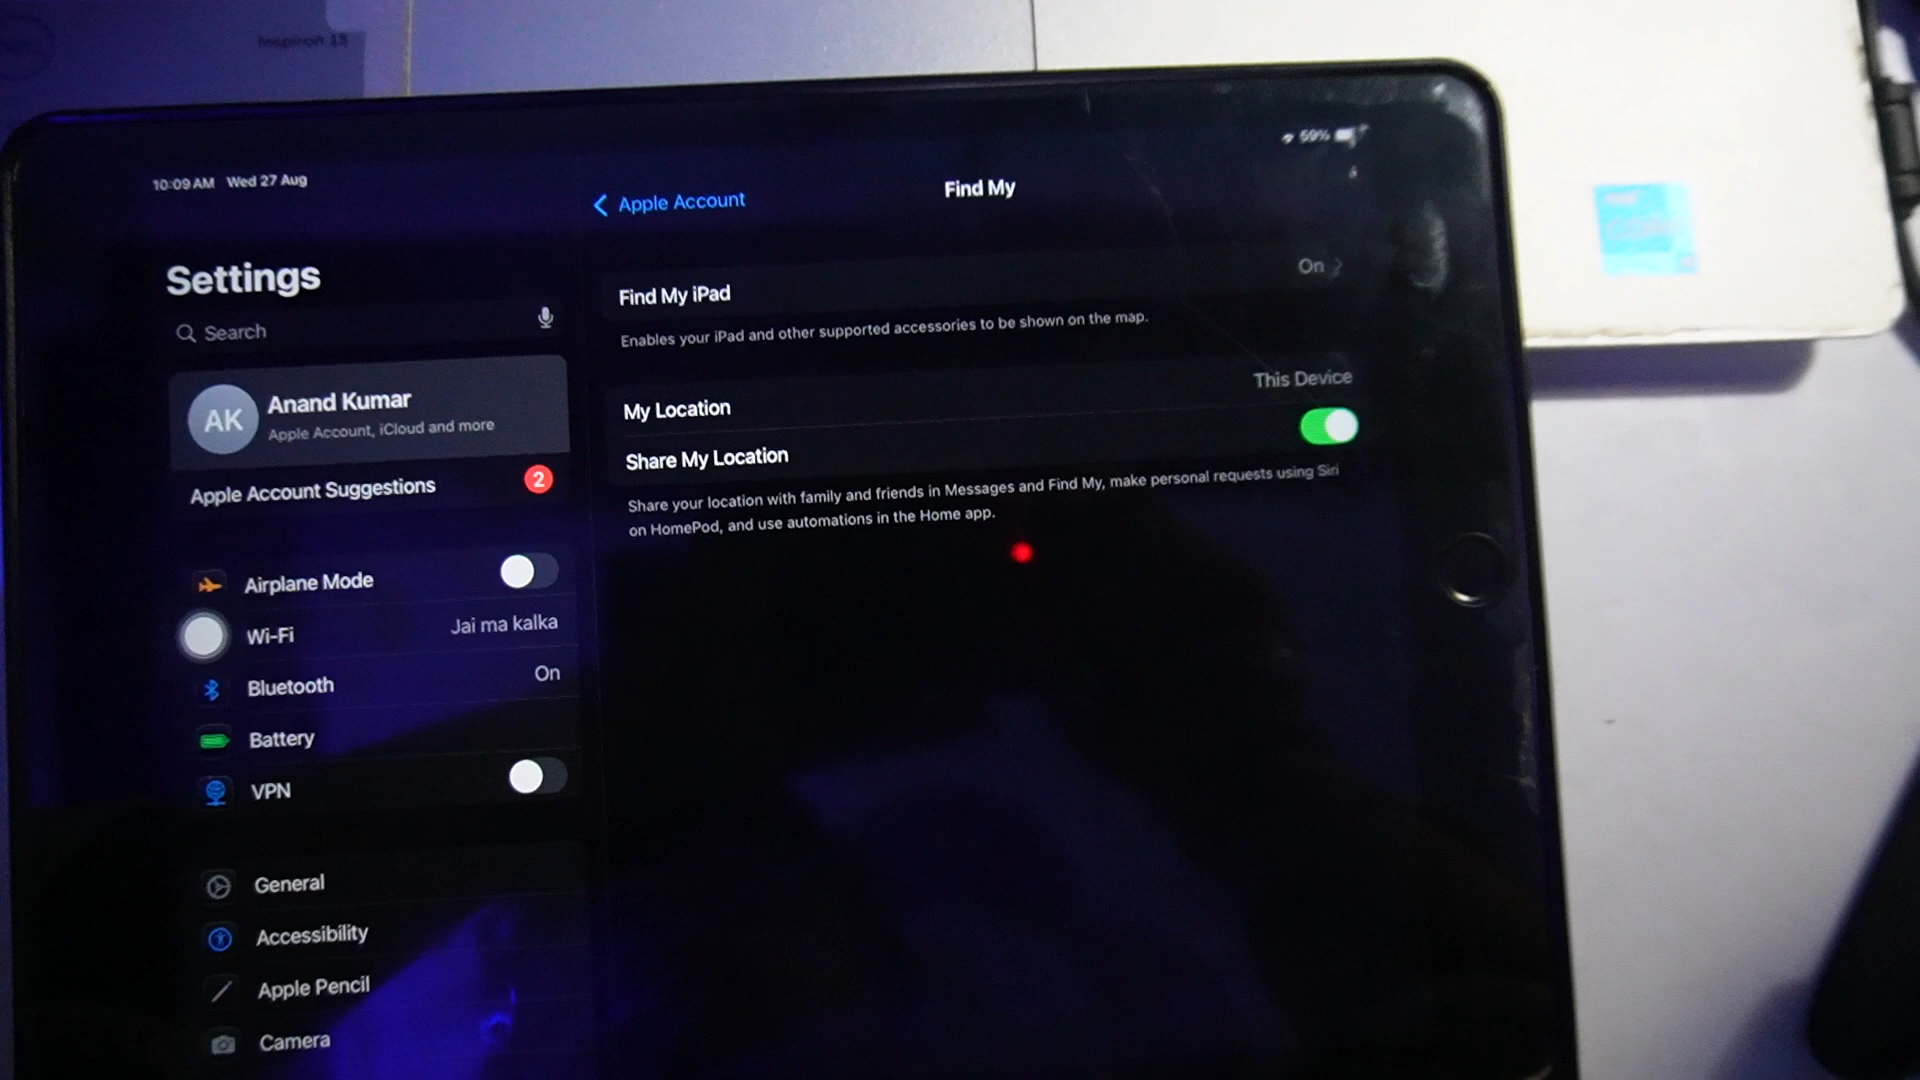 Inspiron 15
10:09 AM Wed 27 Aug
59%
Apple Account
Find My
Settings
Search
AK
Anand Kumar
Apple Account, iCloud and more
Apple Account Suggestions
2
Airplane Mode
Wi-Fi
Jai ma kalka
Bluetooth
On
Battery
VPN
General
Accessibility
Apple Pencil
Camera
Find My iPad
On
Enables your iPad and other supported accessories to be shown on the map.
My Location
This Device
Share My Location
Share your location with family and friends in Messages and Find My, make personal requests using Siri
on HomePod, and use automations in the Home app.